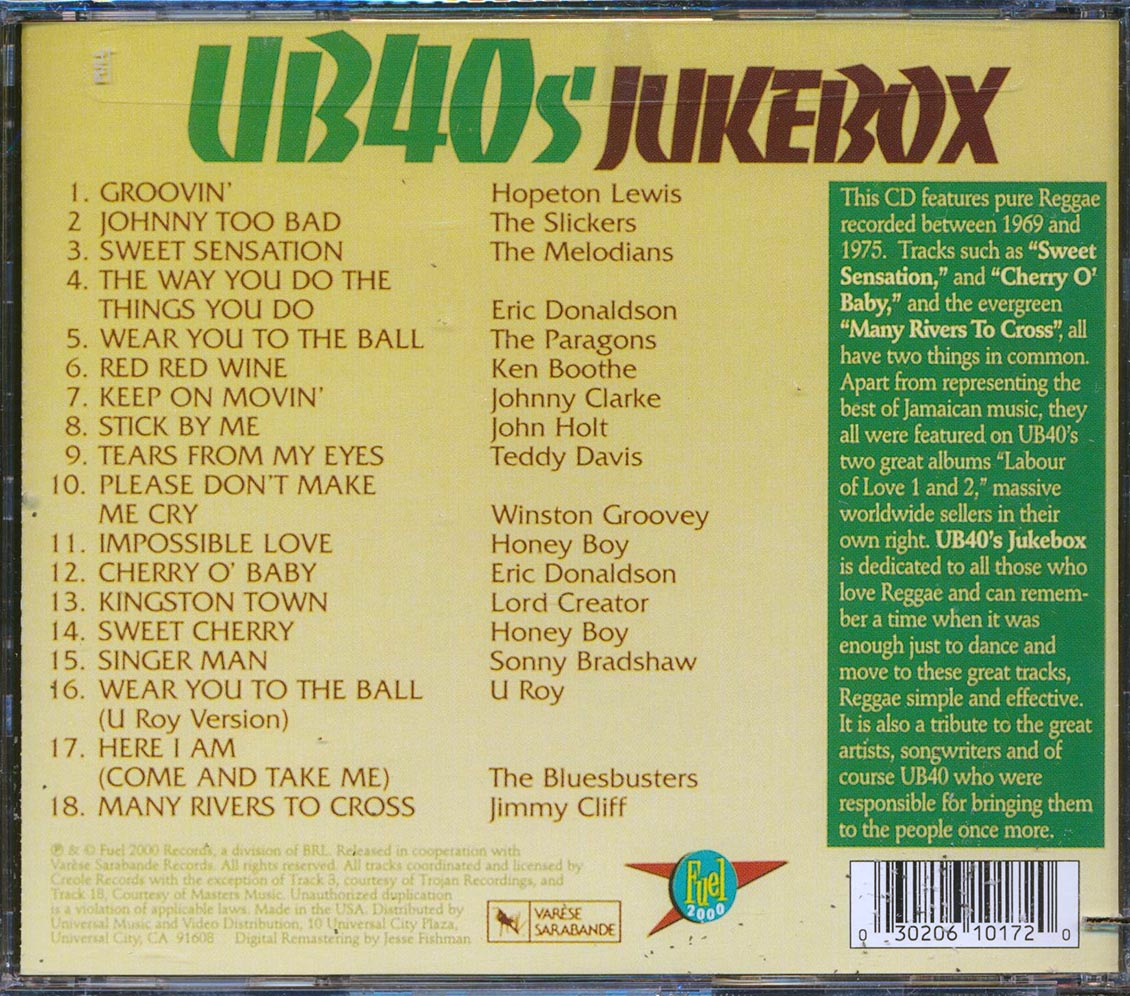 UB40s' JUKEBOX
1. GROOVIN' Hopeton Lewis
2 JOHNNY TOO BAD The Slickers
3. SWEET SENSATION The Melodians
4. THE WAY YOU DO THE
THINGS YOU DO Eric Donaldson
5. WEAR YOU TO THE BALL The Paragons
6. RED RED WINE Ken Boothe
7. KEEP ON MOVIN' Johnny Clarke
8. STICK BY ME John Holt
9. TEARS FROM MY EYES Teddy Davis
10. PLEASE DON'T MAKE
ME CRY Winston Groovey
11. IMPOSSIBLE LOVE Honey Boy
12. CHERRY O' BABY Eric Donaldson
13. KINGSTON TOWN Lord Creator
14. SWEET CHERRY Honey Boy
15. SINGER MAN Sonny Bradshaw
16. WEAR YOU TO THE BALL U Roy
(U Roy Version)
17. HERE I AM
(COME AND TAKE ME) The Bluesbusters
18. MANY RIVERS TO CROSS Jimmy Cliff
This CD features pure Reggae
recorded between 1969 and
1975. Tracks such as "Sweet
Sensation," and "Cherry O'
Baby," and the evergreen
"Many Rivers To Cross", all
have two things in common.
Apart from representing the
best of Jamaican music, they
all were featured on UB40's
two great albums "Labour
of Love 1 and 2," massive
worldwide sellers in their
own right. UB40's Jukebox
is dedicated to all those who
love Reggae and can remem-
ber a time when it was
enough just to dance and
move to these great tracks,
Reggae simple and effective.
It is also a tribute to the great
artists, songwriters and of
course UB40 who were
responsible for bringing them
to the people once more.
℗ & © Fuel 2000 Records, a division of BRL. Released in cooperation with
Varèse Sarabande Records. All rights reserved. All tracks coordinated and licensed by
Creole Records with the exception of Track 3, courtesy of Trojan Recordings, and
Track 18, Courtesy of Masters Music. Unauthorized duplication
is a violation of applicable laws. Made in the USA. Distributed by
Universal Music and Video Distribution, 10 Universal City Plaza,
Universal City, CA 91608 Digital Remastering by Jesse Fishman
VARÈSE
SARABANDE
Fuel
2000
0 30206 10172 0